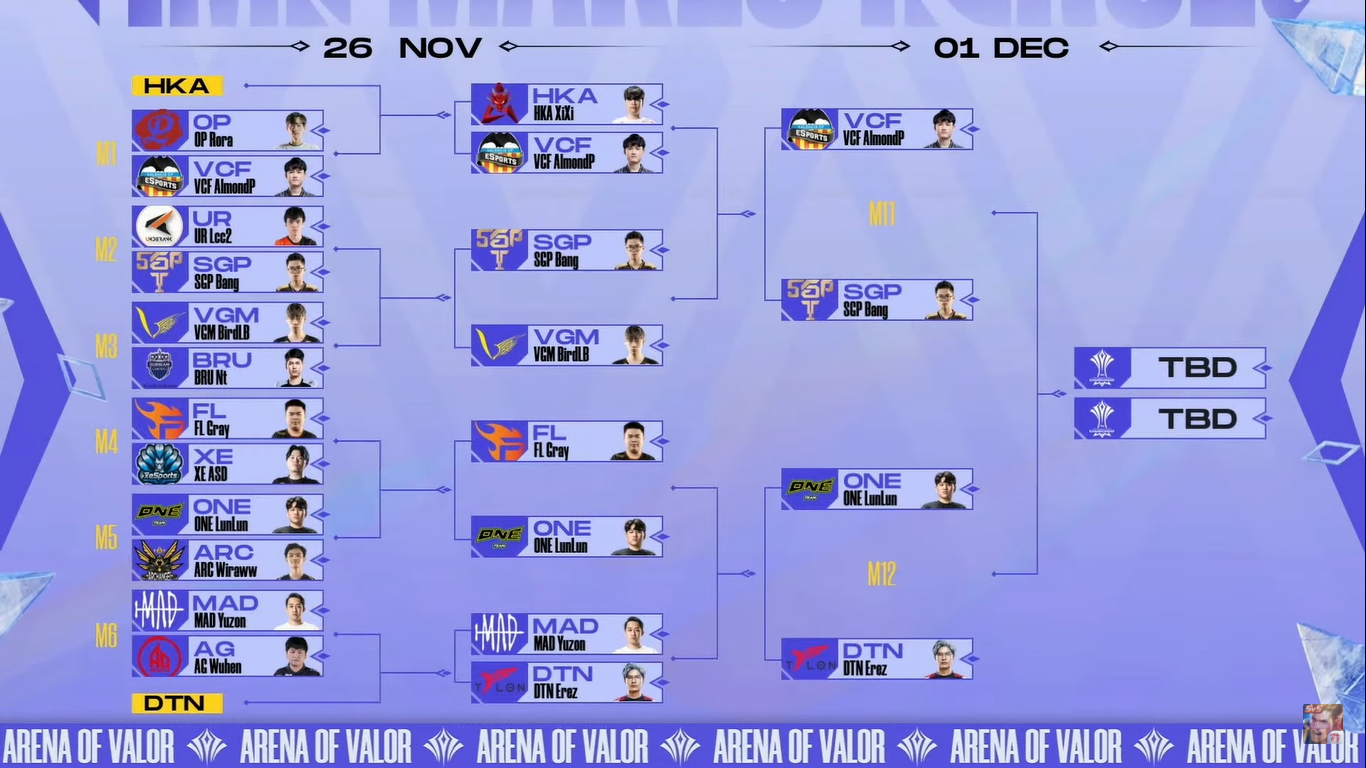 26 NOV
01 DEC
HKA
M1
OP
OP Rora
VCF
VCF AlmondP
M2
UR
UR Lcc2
SGP
SGP Bang
M3
VGM
VGM BirdLB
BRU
BRU Nt
M4
FL
FL Gray
XE
XE ASD
M5
ONE
ONE LunLun
ARC
ARC Wiraww
M6
MAD
MAD Yuzon
AG
AG Wuhen
DTN
HKA
HKA XiXi
VCF
VCF AlmondP
SGP
SGP Bang
VGM
VGM BirdLB
FL
FL Gray
ONE
ONE LunLun
MAD
MAD Yuzon
DTN
DTN Erez
VCF
VCF AlmondP
M11
SGP
SGP Bang
ONE
ONE LunLun
M12
DTN
DTN Erez
TBD
TBD
ARENA OF VALOR ARENA OF VALOR ARENA OF VALOR ARENA OF VALOR ARENA OF VALOR ARENA OF VALOR